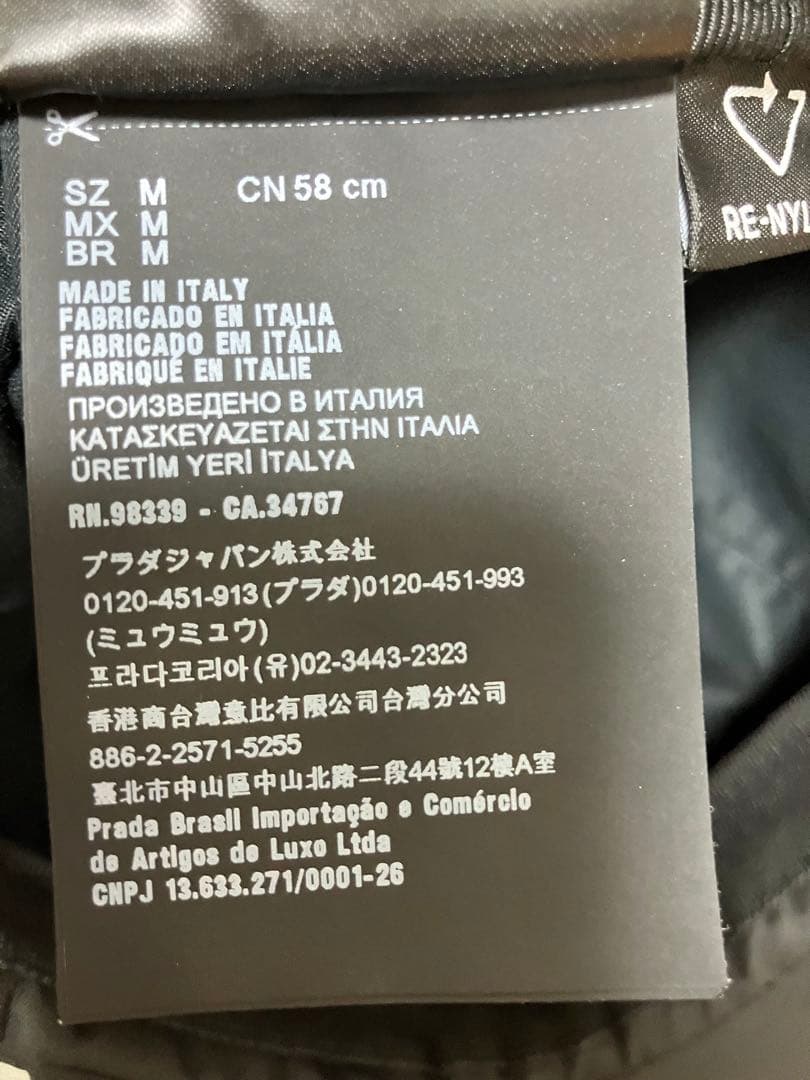 SZ M CN 58 cm
MX M
BR M
MADE IN ITALY
FABRICADO EN ITALIA
FABRICADO EM ITÁLIA
FABRIQUÉ EN ITALIE
ПРОИЗВЕДЕНО В ИТАЛИЯ
ΚΑΤΑΣΚΕΥΑΖΕΤΑΙ ΣΤΗΝ ΙΤΑΛΙΑ
ÜRETİM YERİ İTALYA
RN.98339 - CA.34767
プラダジャパン株式会社
0120-451-913(プラダ)0120-451-993
(ミュウミュウ)
프라다코리아(유)02-3443-2323
香港商台灣意比有限公司台灣分公司
886-2-2571-5255
臺北市中山區中山北路二段44號12樓A室
Prada Brasil Importação e Comércio
de Artigos de Luxo Ltda
CNPJ 13.633.271/0001-26
RE-NYL